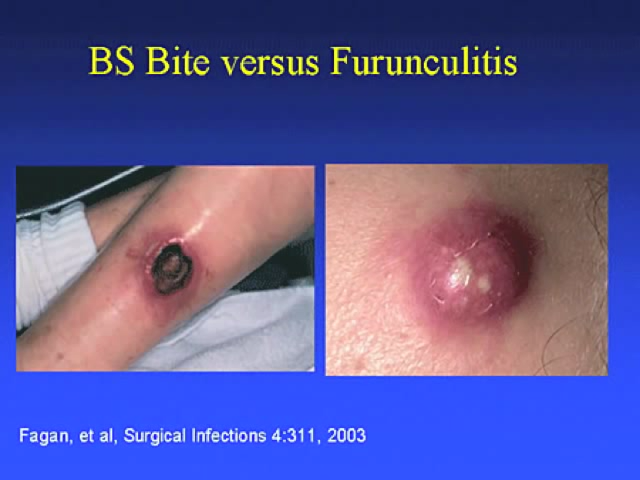 BS Bite versus Furunculitis
Fagan, et al, Surgical Infections 4:311, 2003